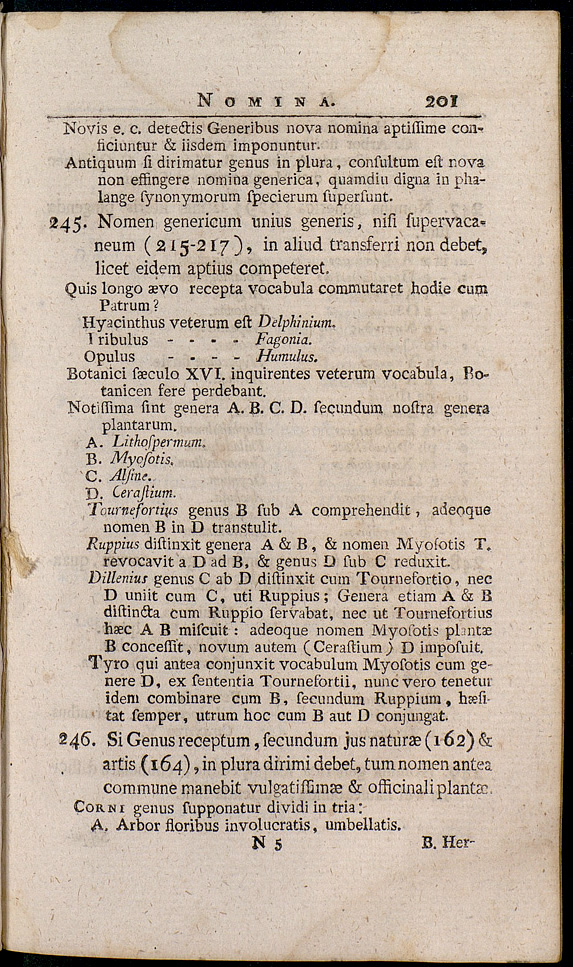 NOMINA. 201
Novis e. c. detectis Generibus nova nomina aptiſſime con-
ficiuntur & iisdem imponuntur.
Antiquum ſi dirimatur genus in plura, conſultum eſt nova
non effingere nomina generica, quamdiu digna in pha-
lange ſynonymorum ſpecierum ſuperſunt.
245. Nomen genericum unius generis, niſi ſupervaca-
neum (215-217), in aliud transferri non debet,
licet eidem aptius competeret.
Quis longo ævo recepta vocabula commutaret hodie cum
Patrum?
Hyacinthus veterum eſt Delphinium.
Tribulus - - - - Fagonia.
Opulus - - - - Humulus.
Botanici ſæculo XVI. inquirentes veterum vocabula, Bo-
tanicen fere perdebant.
Notiſſima ſint genera A. B. C. D. ſecundum noſtra genera
plantarum.
A. Lithoſpermum.
B. Myoſotis.
C. Alſine.
D. Ceraſtium.
Tournefortius genus B ſub A comprehendit, adeoque
nomen B in D transtulit.
Ruppius diſtinxit genera A & B, & nomen Myoſotis T.
revocavit a D ad B, & genus D ſub C reduxit.
Dillenius genus C ab D diſtinxit cum Tournefortio, nec
D uniit cum C, uti Ruppius; Genera etiam A & B
diſtincta cum Ruppio ſervabat, nec ut Tournefortius
hæc A B miſcuit: adeoque nomen Myoſotis plantæ
B conceſſit, novum autem (Ceraſtium) D impoſuit.
Tyro qui antea conjunxit vocabulum Myoſotis cum ge-
nere D, ex ſententia Tournefortii, nunc vero tenetur
idem combinare cum B, ſecundum Ruppium, hæſi-
tat ſemper, utrum hoc cum B aut D conjungat.
246. Si Genus receptum, ſecundum jus naturæ (162) &
artis (164), in plura dirimi debet, tum nomen antea
commune manebit vulgatiſſimæ & officinali plantæ.
CORNI genus ſupponatur dividi in tria:
A. Arbor floribus involucratis, umbellatis.
N 5 B. Her-